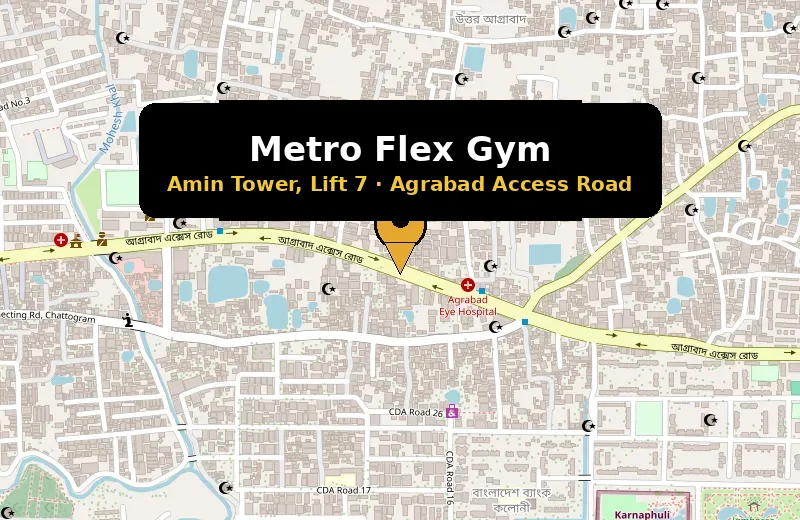 উত্তর আগ্রাবাদ
ad No.3
Mohesh Khal
Metro Flex Gym
Amin Tower, Lift 7 · Agrabad Access Road
আগ্রাবাদ এক্সেস রোড
আগ্রাবাদ এক্সেস রোড
Agrabad
Eye Hospital
ecting Rd, Chattogram
আগ্রাবাদ এক্সেস রোড
CDA Road 26
CDA Road 16
CDA Road 17
বাংলাদেশ ব্যাংক
কলোনী
Karnaphuli